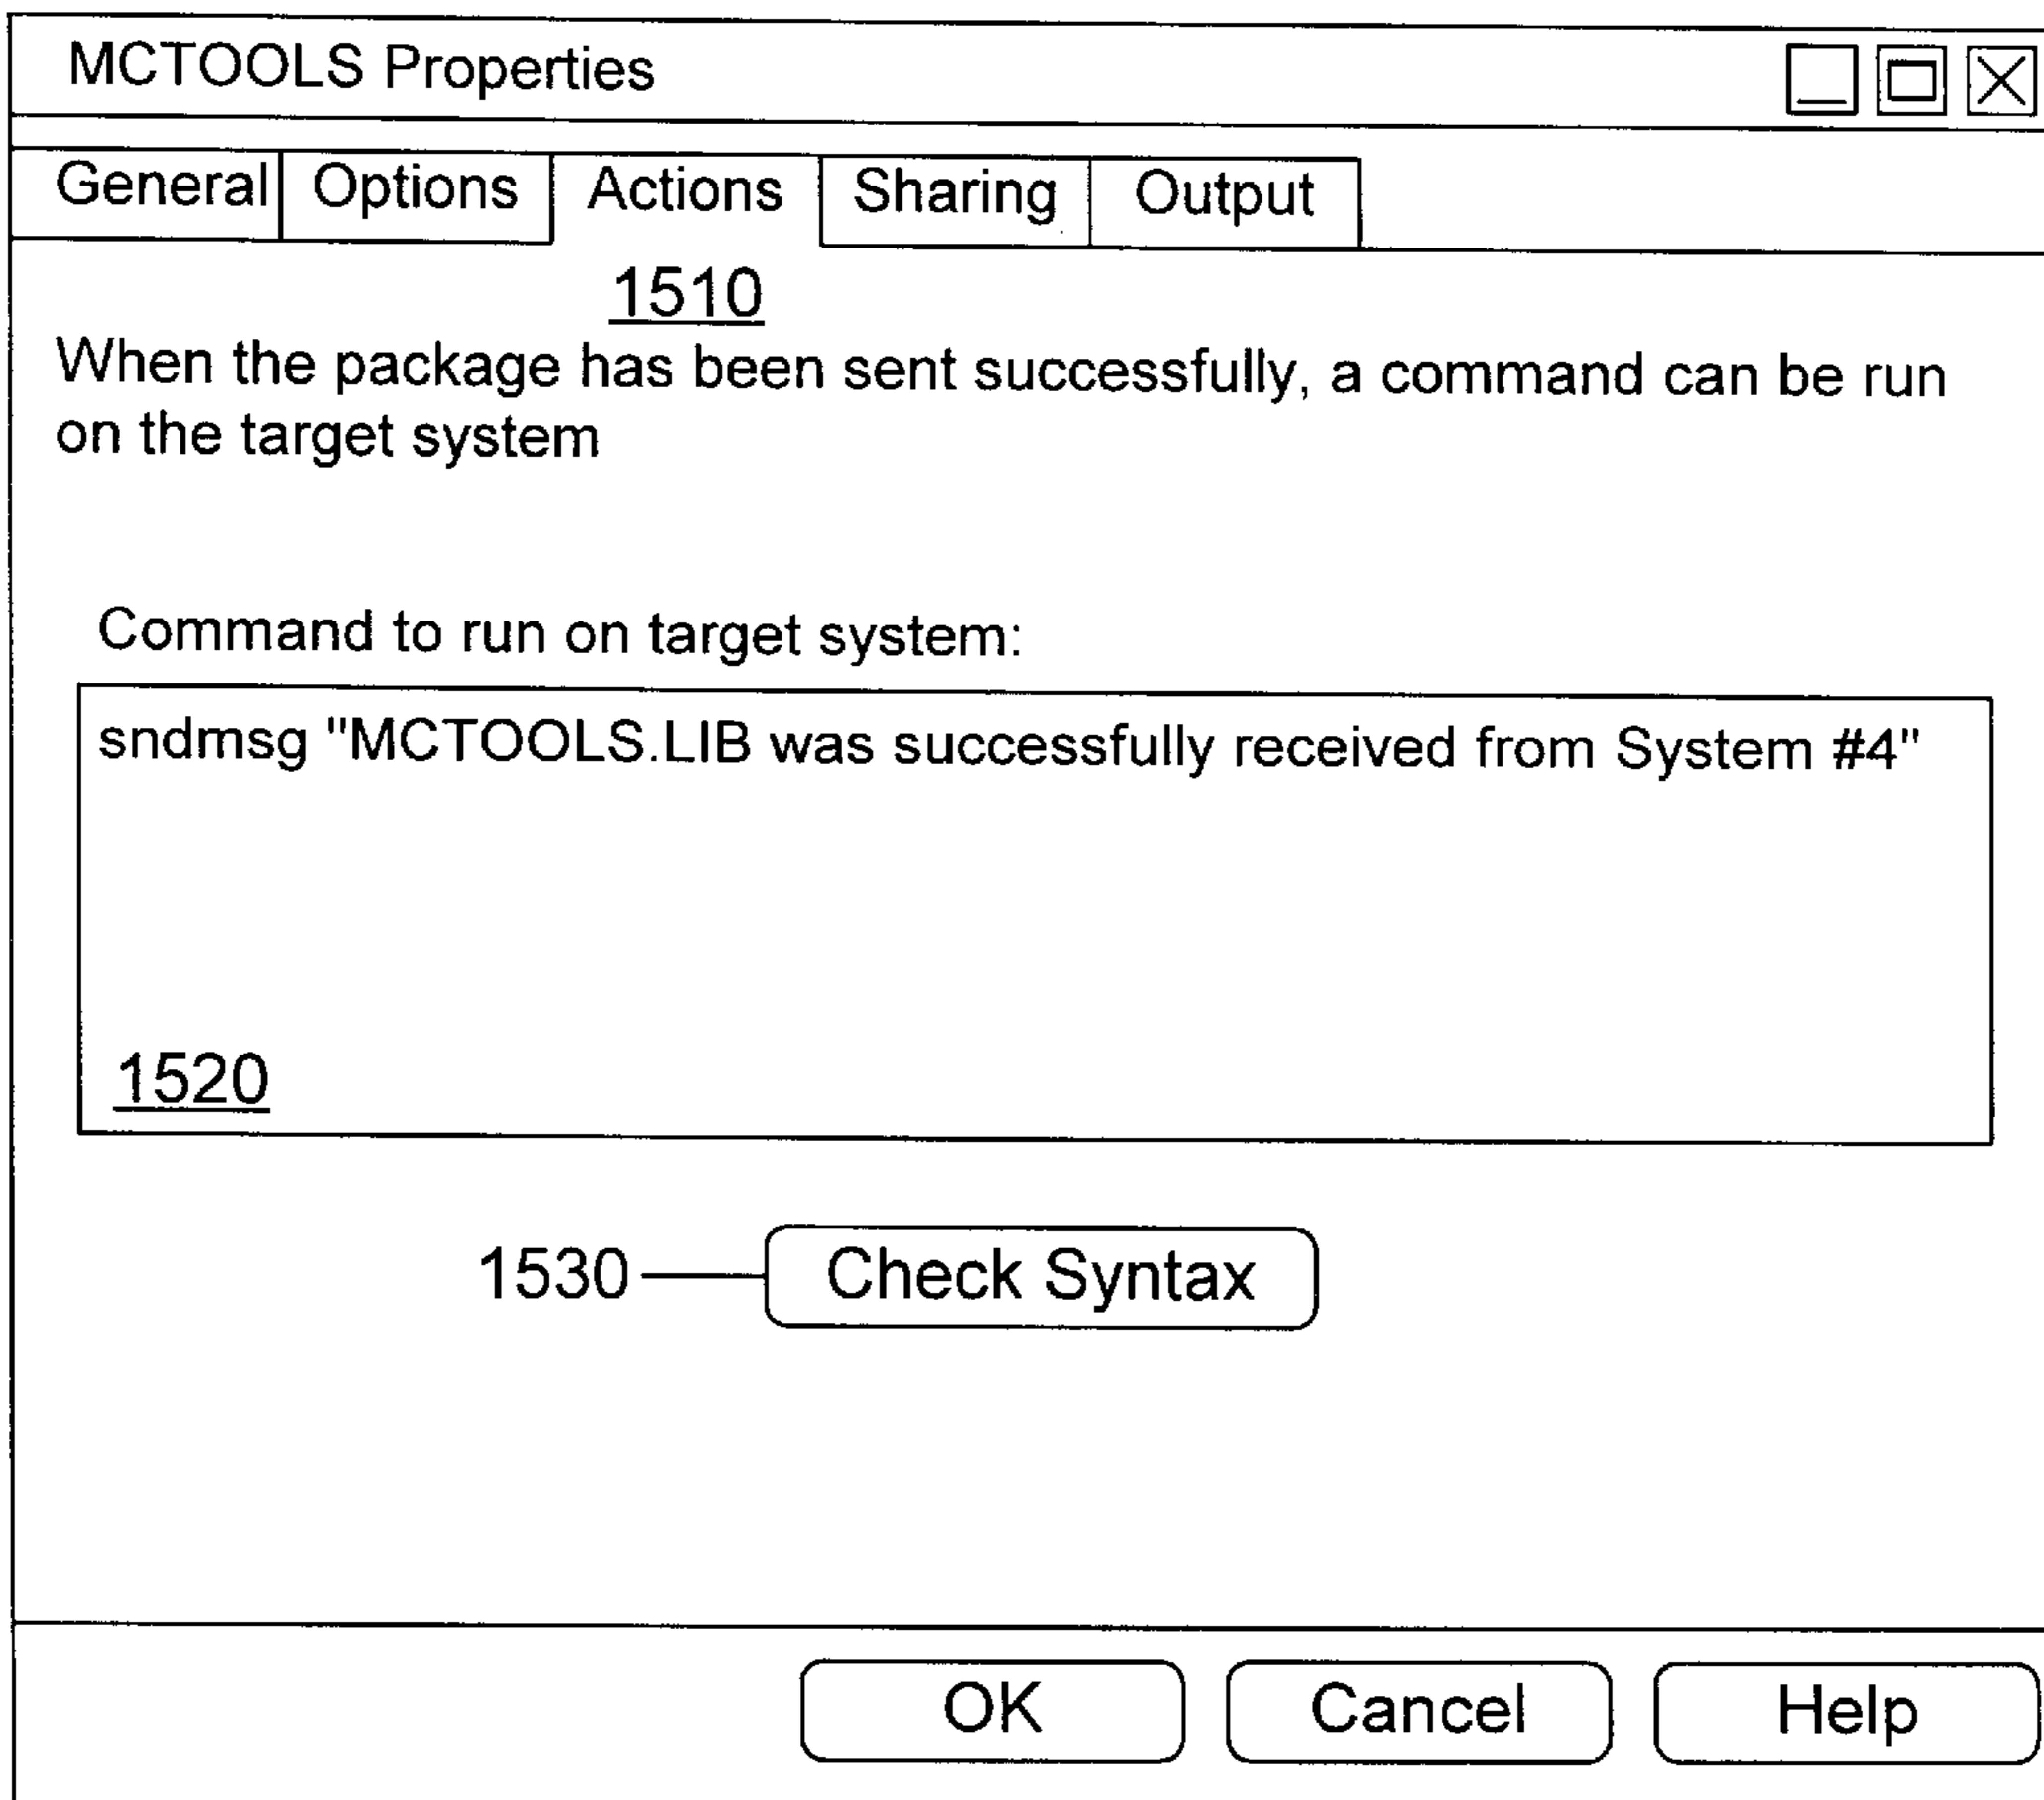 MCTOOLS Properties
General Options Actions Sharing Output
1510
When the package has been sent successfully, a command can be run
on the target system
Command to run on target system:
sndmsg "MCTOOLS.LIB was successfully received from System #4"
1520
1530 Check Syntax
OK Cancel Help